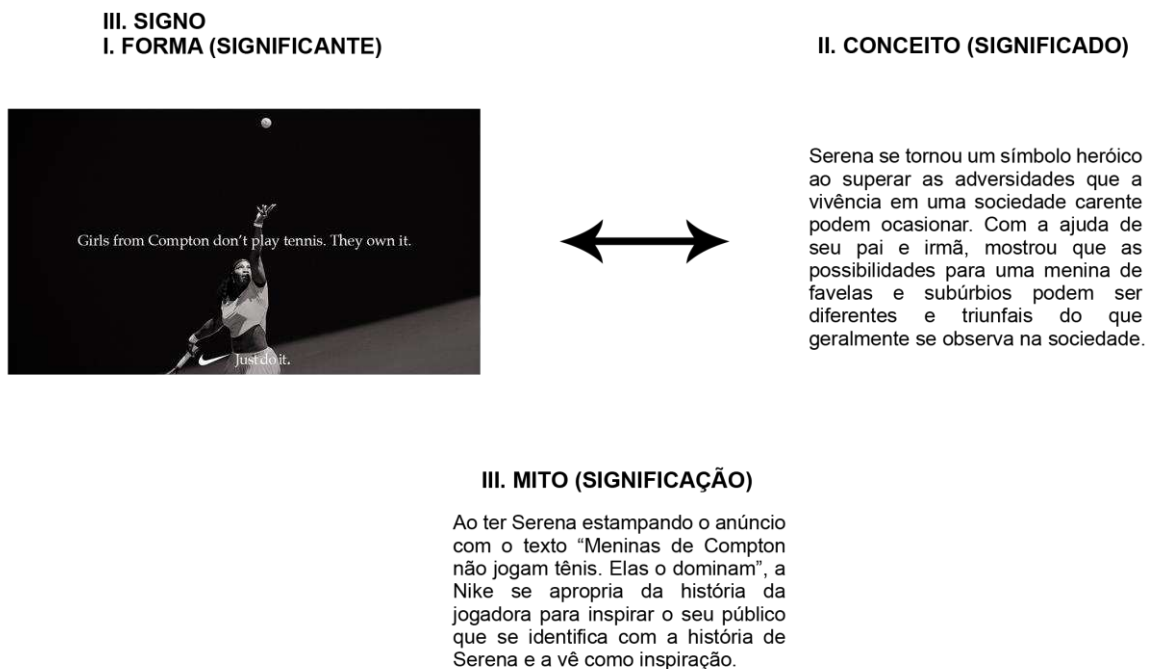 III. SIGNO
I. FORMA (SIGNIFICANTE)
II. CONCEITO (SIGNIFICADO)
Girls from Compton don't play tennis. They own it.
Just do it.
Serena se tornou um símbolo heróico
ao superar as adversidades que a
vivência em uma sociedade carente
podem ocasionar. Com a ajuda de
seu pai e irmã, mostrou que as
possibilidades para uma menina de
favelas e subúrbios podem ser
diferentes e triunfais do que
geralmente se observa na sociedade.
III. MITO (SIGNIFICAÇÃO)
Ao ter Serena estampando o anúncio
com o texto “Meninas de Compton
não jogam tênis. Elas o dominam”, a
Nike se apropria da história da
jogadora para inspirar o seu público
que se identifica com a história de
Serena e a vê como inspiração.